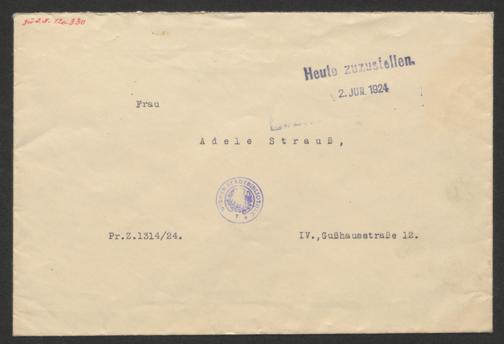 Heute zuzustellen.
2. JUN. 1924
Frau
Adele Strauß,
Pr.Z.1314/24.
IV.,Gußhausstraße 12.